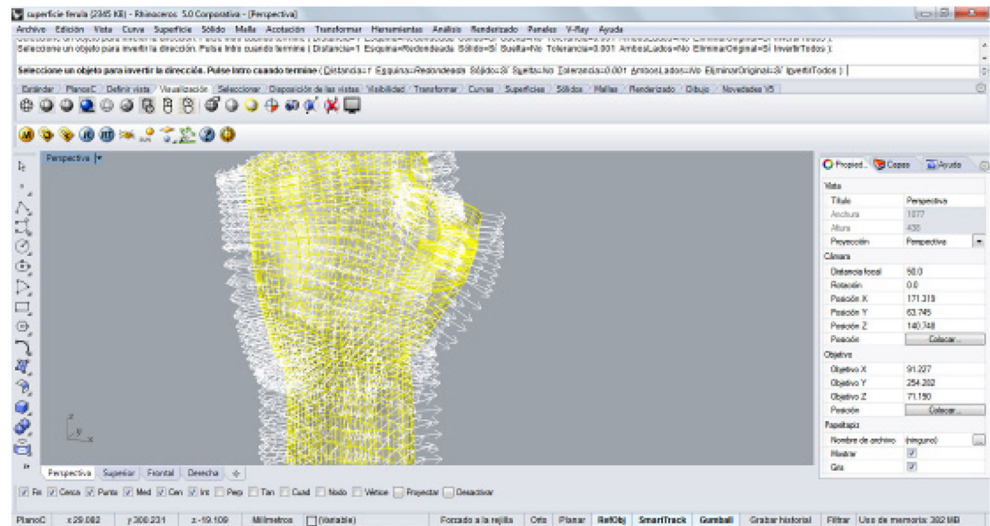 superficie ferula (2345 KB) - Rhinoceros 5.0 Corporativa - [Perspectiva]
Archivo Edición Vista Curva Superficie Sólido Malla Acotación Transformar Herramientas Análisis Renderizado Paneles V-Ray Ayuda
Seleccione un objeto para invertir la dirección. Pulse Intro cuando termine ( Distancia=1 Esquina=Redondeada Sólido=Sí Suelta=No Tolerancia=0.001 AmbosLados=No EliminarOriginal=Sí InvertirTodos ):
Seleccione un objeto para invertir la dirección. Pulse Intro cuando termine ( Distancia=1 Esquina=Redondeada Sólido=Sí Suelta=No Tolerancia=0.001 AmbosLados=No EliminarOriginal=Sí InvertirTodos ):
Estándar PlanosC Definir vista Visualización Seleccionar Disposición de las vistas Visibilidad Transformar Curvas Superficies Sólidos Mallas Renderizado Dibujo Novedades V5
Perspectiva
Propied... Capas Ayuda
Vista
Título Perspectiva
Anchura 1077
Altura 438
Proyección Perspectiva
Cámara
Distancia focal 50.0
Rotación 0.0
Posición X 171.315
Posición Y 63.745
Posición Z 140.748
Posición Colocar...
Objetivo
Objetivo X 91.227
Objetivo Y 254.282
Objetivo Z 71.190
Posición Colocar...
Papeltapiz
Nombre de archivo (ninguno)
Mostrar
Gris
z
y
x
Perspectiva Superior Frontal Derecha
Fin Cerca Punto Med Cen Int Perp Tan Cuad Nodo Vértice Proyectar Desactivar
PlanoC x 29.082 y 300.231 z -19.109 Milímetros (Variable) Forzado a la rejilla Orto Planar RefObj SmartTrack Gumball Grabar historial Filtrar Uso de memoria: 382 MB